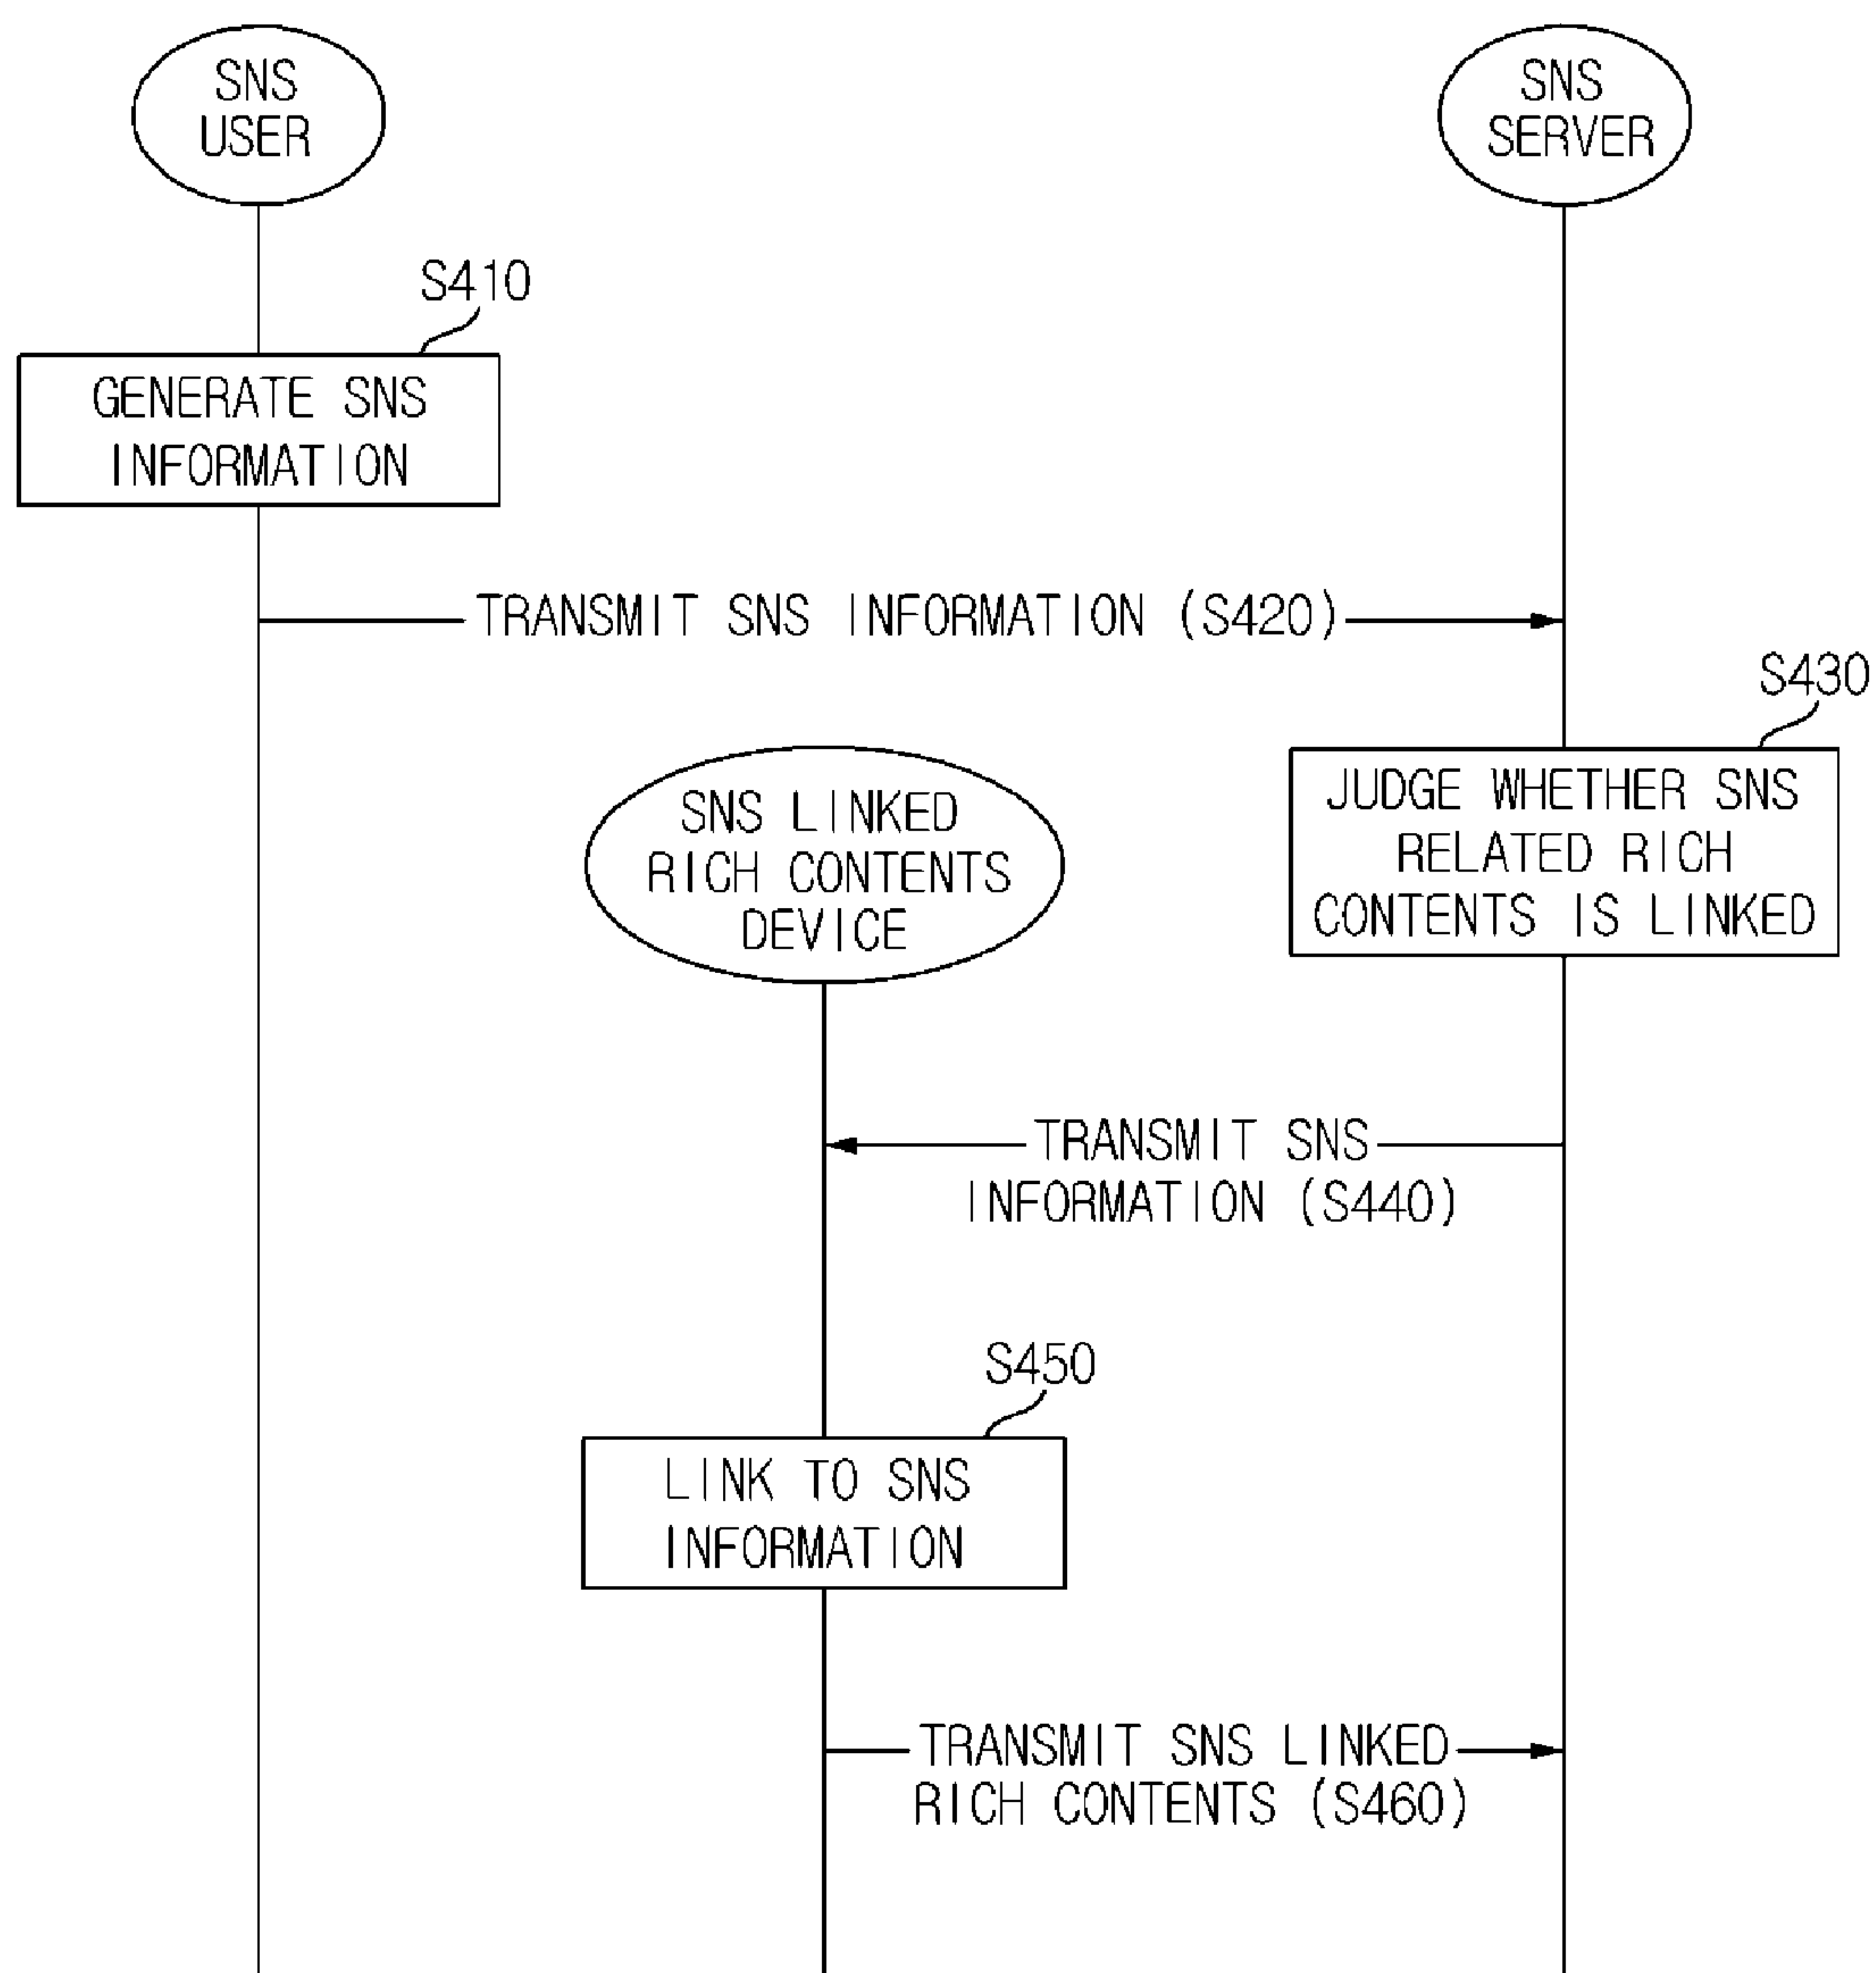 SNS
USER
SNS
SERVER
S410
GENERATE SNS
INFORMATION
TRANSMIT SNS INFORMATION (S420)
S430
JUDGE WHETHER SNS
RELATED RICH
CONTENTS IS LINKED
SNS LINKED
RICH CONTENTS
DEVICE
TRANSMIT SNS
INFORMATION (S440)
S450
LINK TO SNS
INFORMATION
TRANSMIT SNS LINKED
RICH CONTENTS (S460)